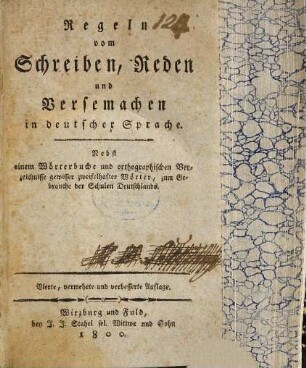 Regeln
124.
vom
Schreiben, Reden
und
Versemachen
in deutscher Sprache.
Nebst
einem Wörterbuche und orthographischen Ver-
zeichnisse gewisser zweifelhafter Wörter, zum Ge-
brauche der Schulen Deutschlands.
Vierte, vermehrte und verbesserte Auflage.
Wirzburg und Fuld,
bey J. J. Stahel sel. Wittwe und Sohn
1800.